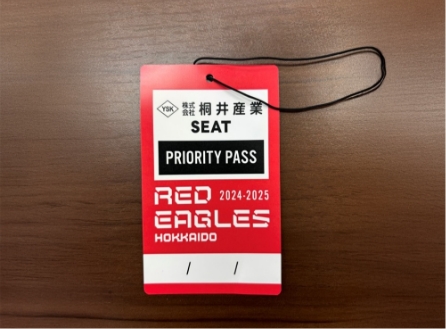 YSK 株式会社 桐井産業
SEAT
PRIORITY PASS
RED 2024-2025
EAGLES
HOKKAIDO
/ /